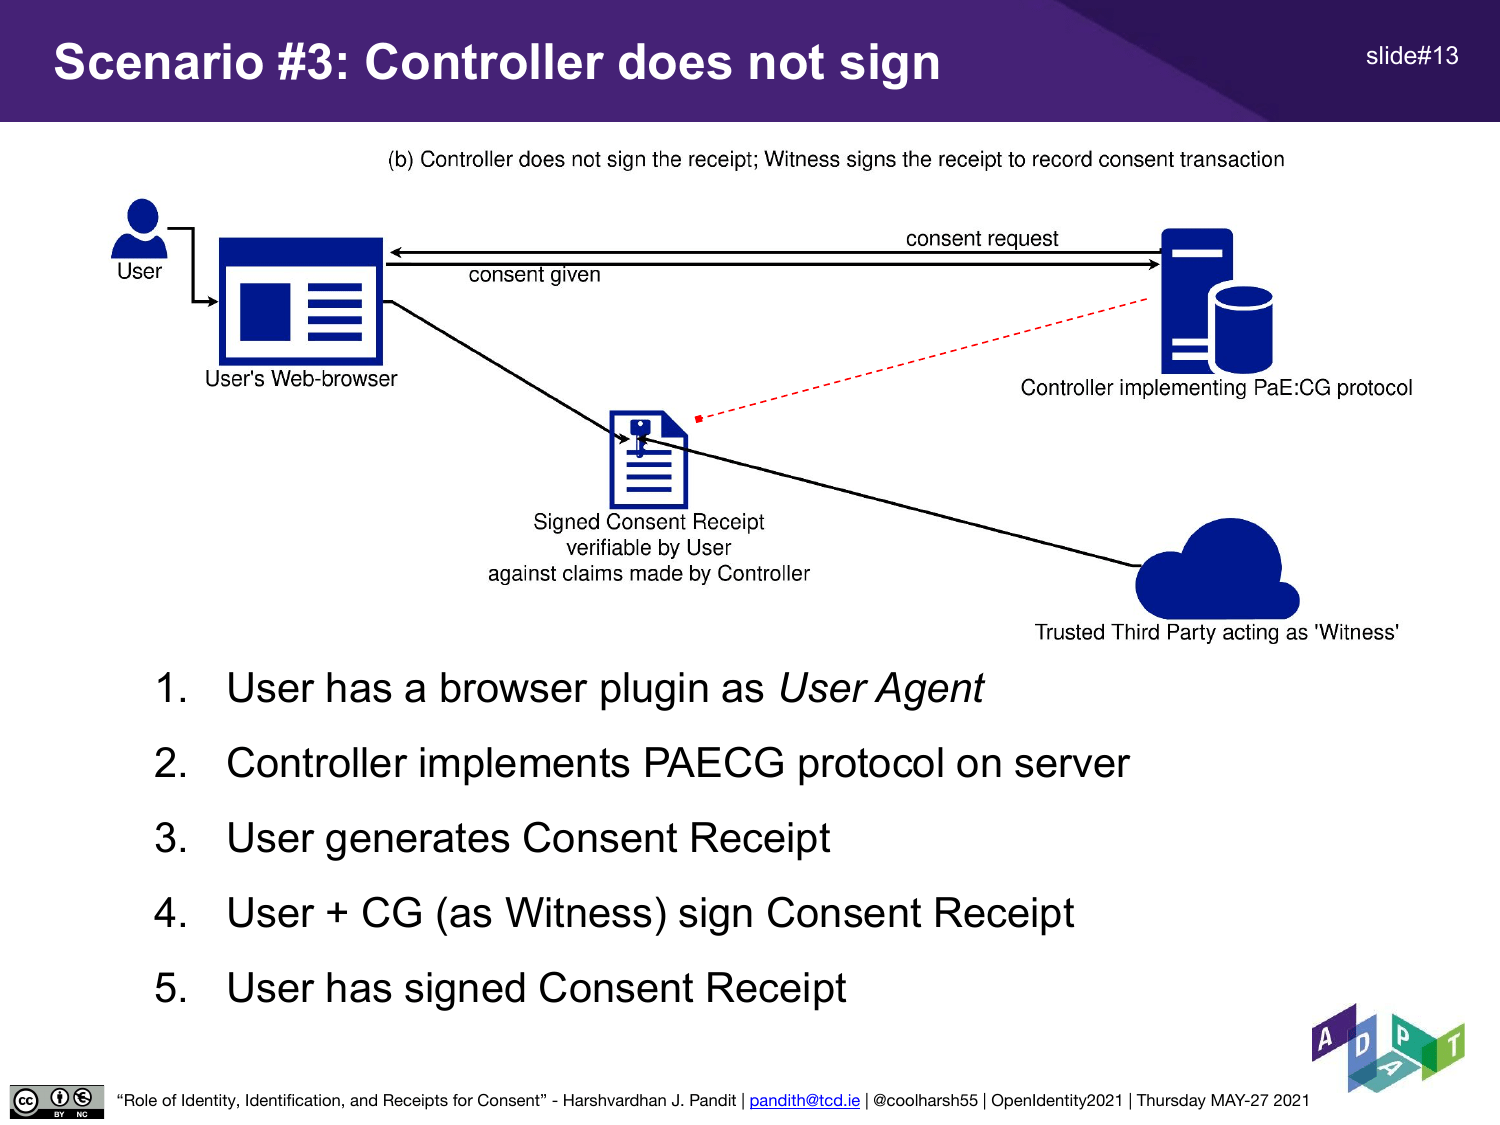 Scenario #3: Controller does not sign
slide#13
(b) Controller does not sign the receipt; Witness signs the receipt to record consent transaction
consent request
User
consent given
User's Web-browser
Controller implementing PaE:CG protocol
Signed Consent Receipt
verifiable by User
against claims made by Controller
Trusted Third Party acting as 'Witness'
1. User has a browser plugin as User Agent
2. Controller implements PAECG protocol on server
3. User generates Consent Receipt
4. User + CG (as Witness) sign Consent Receipt
5. User has signed Consent Receipt
ADAPT
cc BY NC
“Role of Identity, Identification, and Receipts for Consent” - Harshvardhan J. Pandit | pandith@tcd.ie | @coolharsh55 | OpenIdentity2021 | Thursday MAY-27 2021